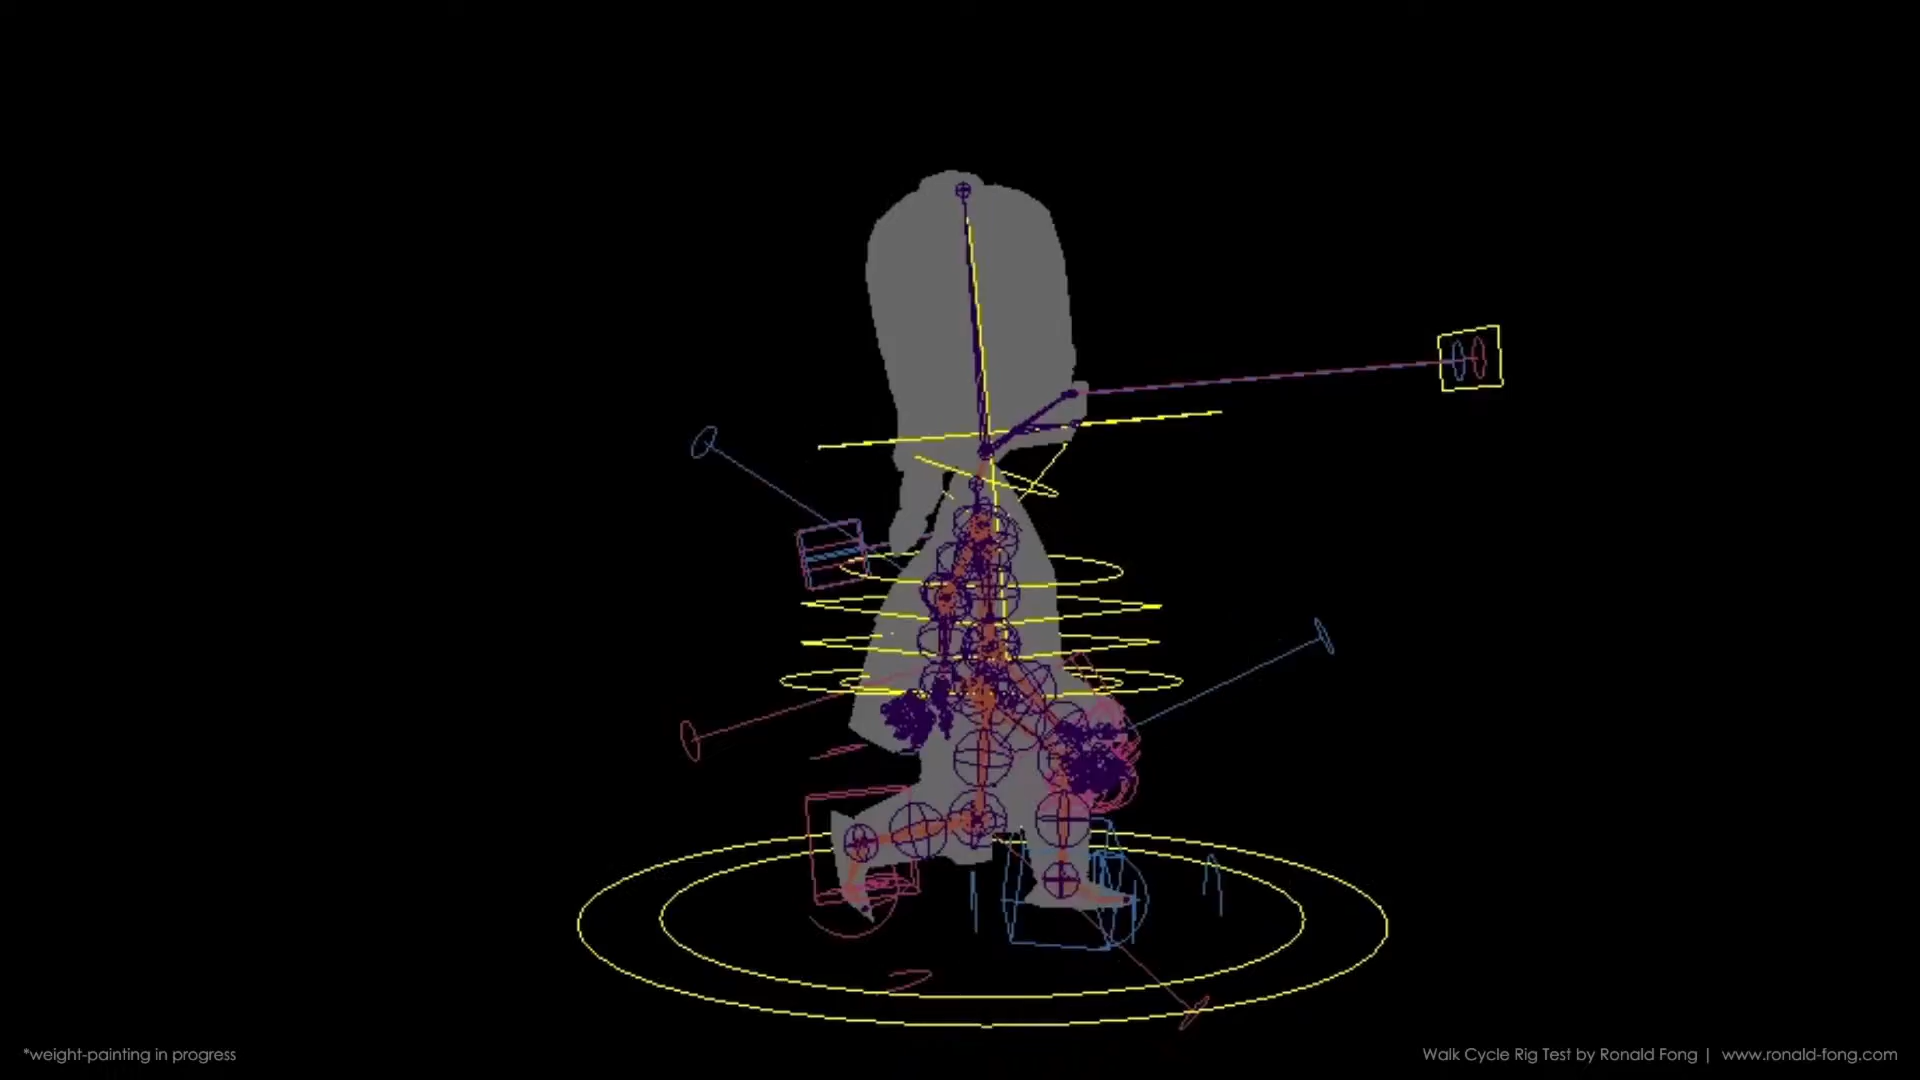 *weight-painting in progress
Walk Cycle Rig Test by Ronald Fong | www.ronald-fong.com